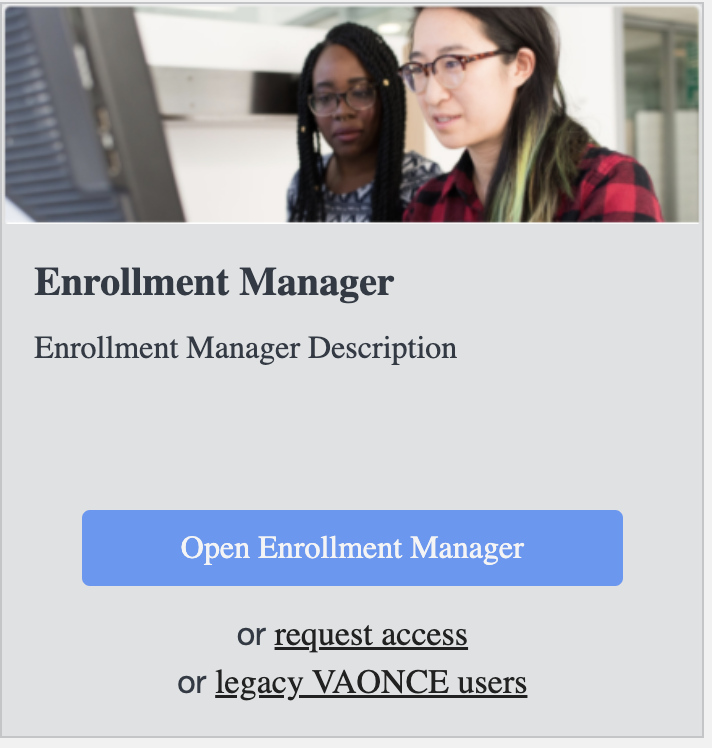 Enrollment Manager
Enrollment Manager Description
Open Enrollment Manager
or request access
or legacy VAONCE users